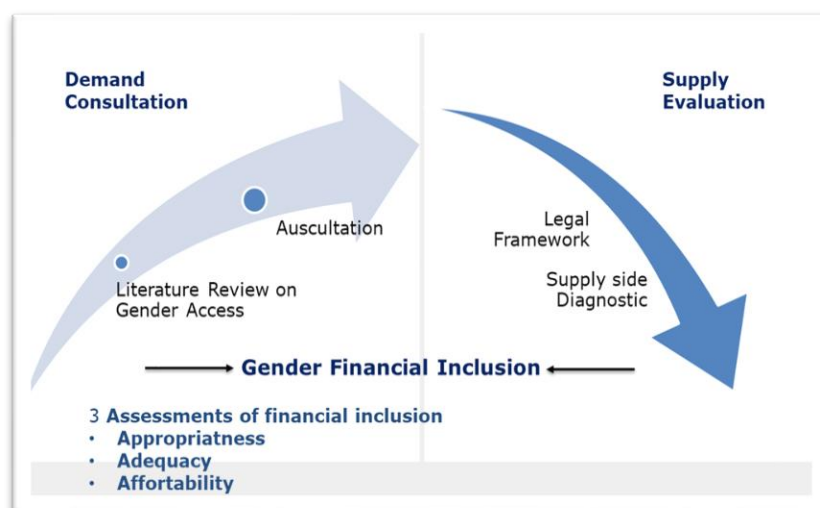 Demand
Consultation
Supply
Evaluation
Auscultation
Literature Review on
Gender Access
Legal
Framework
Supply side
Diagnostic
Gender Financial Inclusion
3 Assessments of financial inclusion
• Appropriatness
• Adequacy
• Affortability